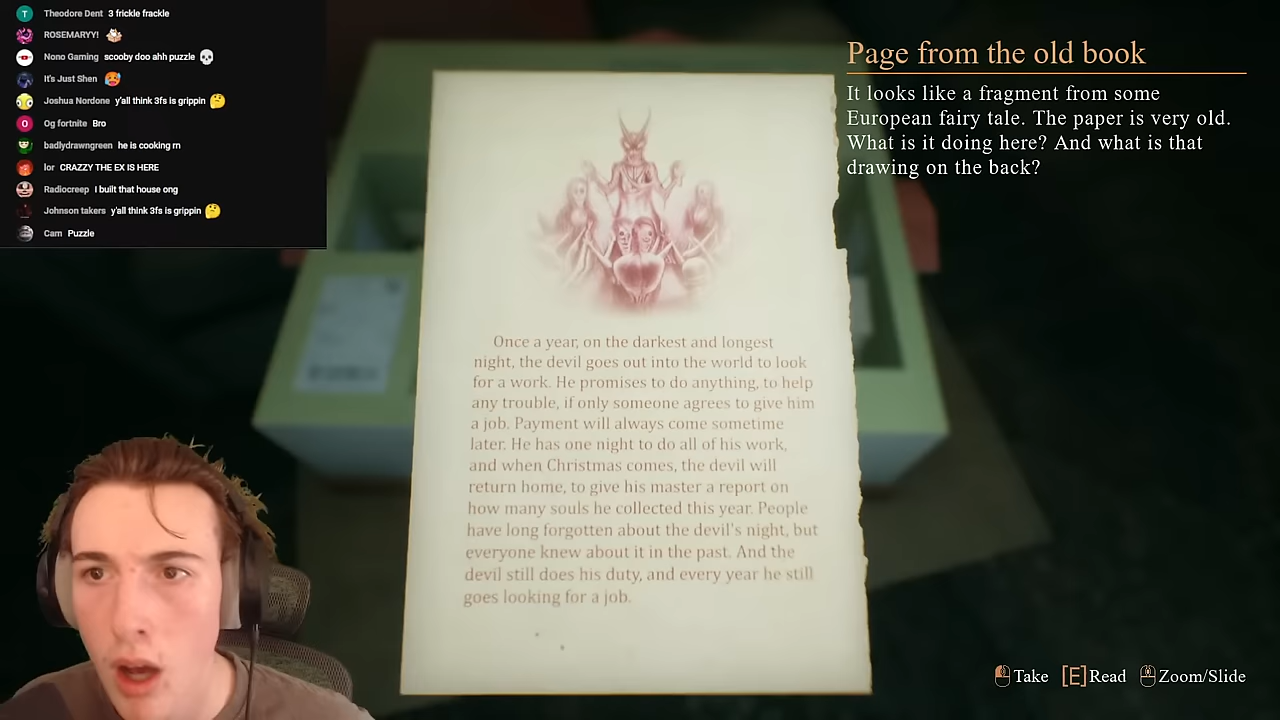 Theodore Dent 3 frickle frackle
ROSEMARYY!
Nono Gaming scooby doo ahh puzzle
It's Just Shen
Joshua Nordone y'all think 3fs is grippin
Og fortnite Bro
badlydrawngreen he is cooking rn
lor CRAZZY THE EX IS HERE
Radiocreep I built that house ong
Johnson takers y'all think 3fs is grippin
Cam Puzzle
Page from the old book
It looks like a fragment from some
European fairy tale. The paper is very old.
What is it doing here? And what is that
drawing on the back?
Once a year, on the darkest and longest
night, the devil goes out into the world to look
for a work. He promises to do anything, to help
any trouble, if only someone agrees to give him
a job. Payment will always come sometime
later. He has one night to do all of his work,
and when Christmas comes, the devil will
return home, to give his master a report on
how many souls he collected this year. People
have long forgotten about the devil's night, but
everyone knew about it in the past. And the
devil still does his duty, and every year he still
goes looking for a job.
Take [E]Read Zoom/Slide